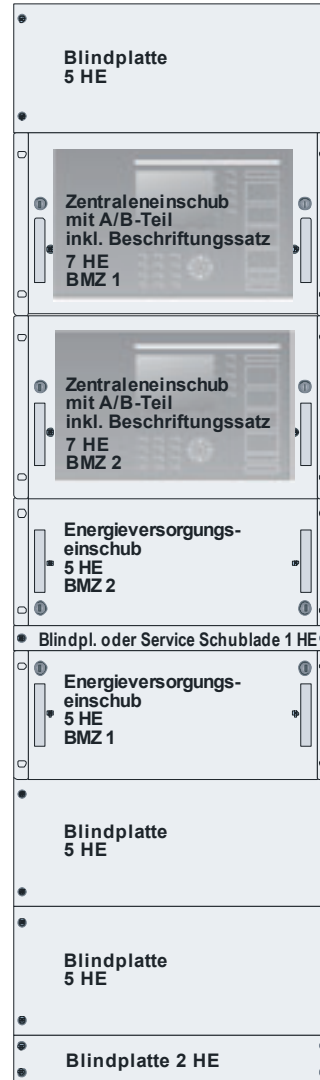 Blindplatte
5 HE
Zentraleneinschub
mit A/B-Teil
inkl. Beschriftungssatz
7 HE
BMZ 1
Zentraleneinschub
mit A/B-Teil
inkl. Beschriftungssatz
7 HE
BMZ 2
Energieversorgungs-
einschub
5 HE
BMZ 2
Blindpl. oder Service Schublade 1 HE
Energieversorgungs-
einschub
5 HE
BMZ 1
Blindplatte
5 HE
Blindplatte
5 HE
Blindplatte 2 HE